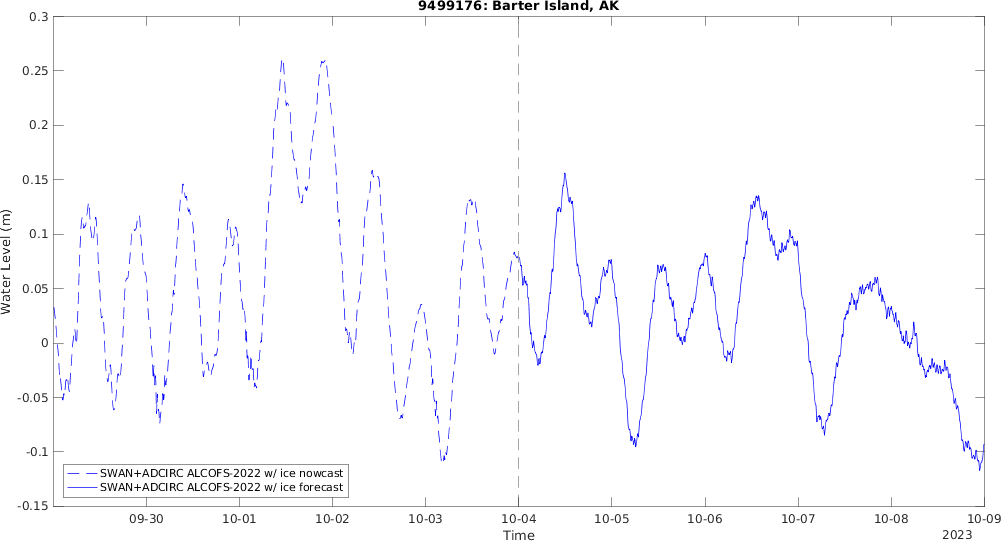 9499176: Barter Island, AK
0.3
0.25
0.2
0.15
0.1
0.05
0
-0.05
-0.1
-0.15
Water Level (m)
SWAN+ADCIRC ALCOFS-2022 w/ ice nowcast
SWAN+ADCIRC ALCOFS-2022 w/ ice forecast
09-30 10-01 10-02 10-03 10-04 10-05 10-06 10-07 10-08 10-09
Time
2023